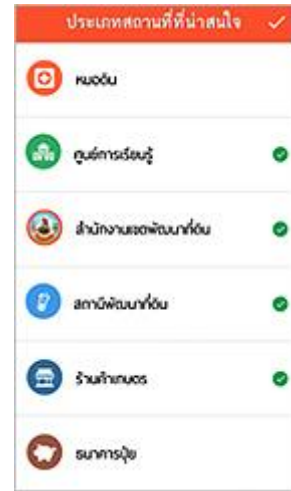 ประเภทสถานที่ที่น่าสนใจ
หมอดิน
ศูนย์การเรียนรู้
สำนักงานเขตพัฒนาที่ดิน
สถานีพัฒนาที่ดิน
ร้านค้าเกษตร
ธนาคารปุ๋ย